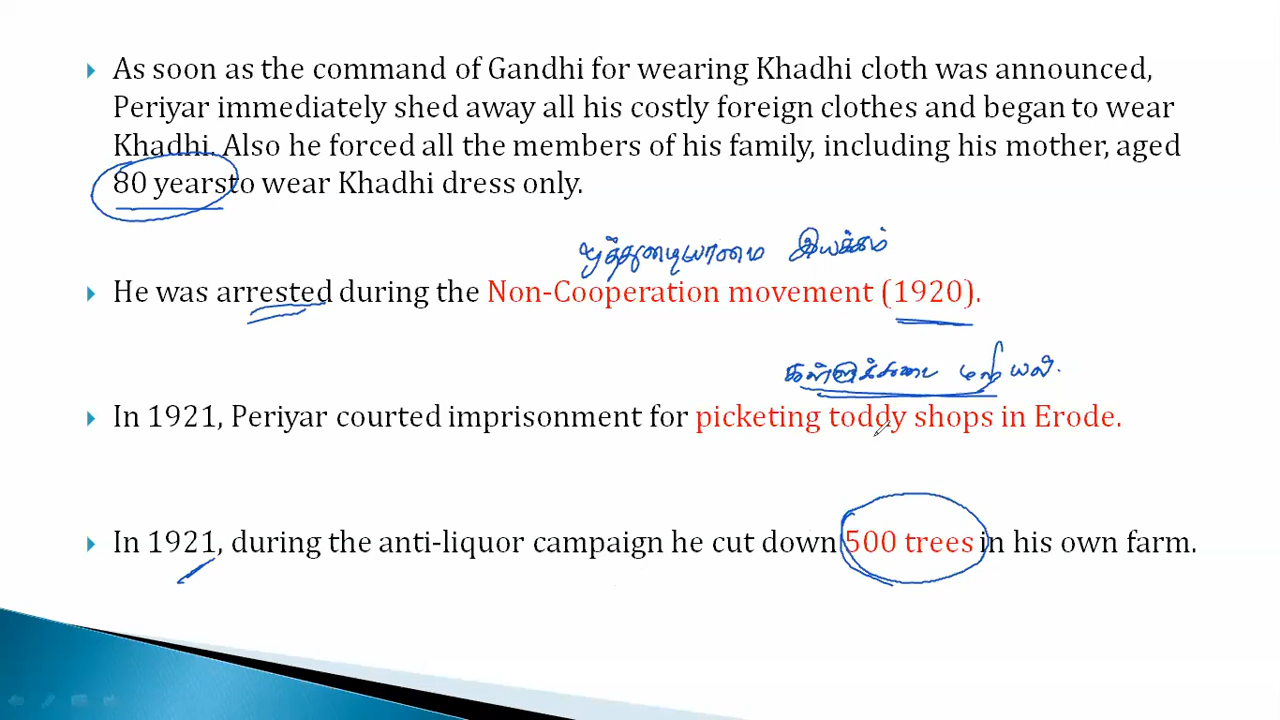 As soon as the command of Gandhi for wearing Khadhi cloth was announced,
Periyar immediately shed away all his costly foreign clothes and began to wear
Khadhi. Also he forced all the members of his family, including his mother, aged
80 years to wear Khadhi dress only.
இயக்கம்
He was arrested during the Non-Cooperation movement (1920).
கள்ளுக்கடை மறியல்.
In 1921, Periyar courted imprisonment for picketing toddy shops in Erode.
In 1921, during the anti-liquor campaign he cut down 500 trees in his own farm.